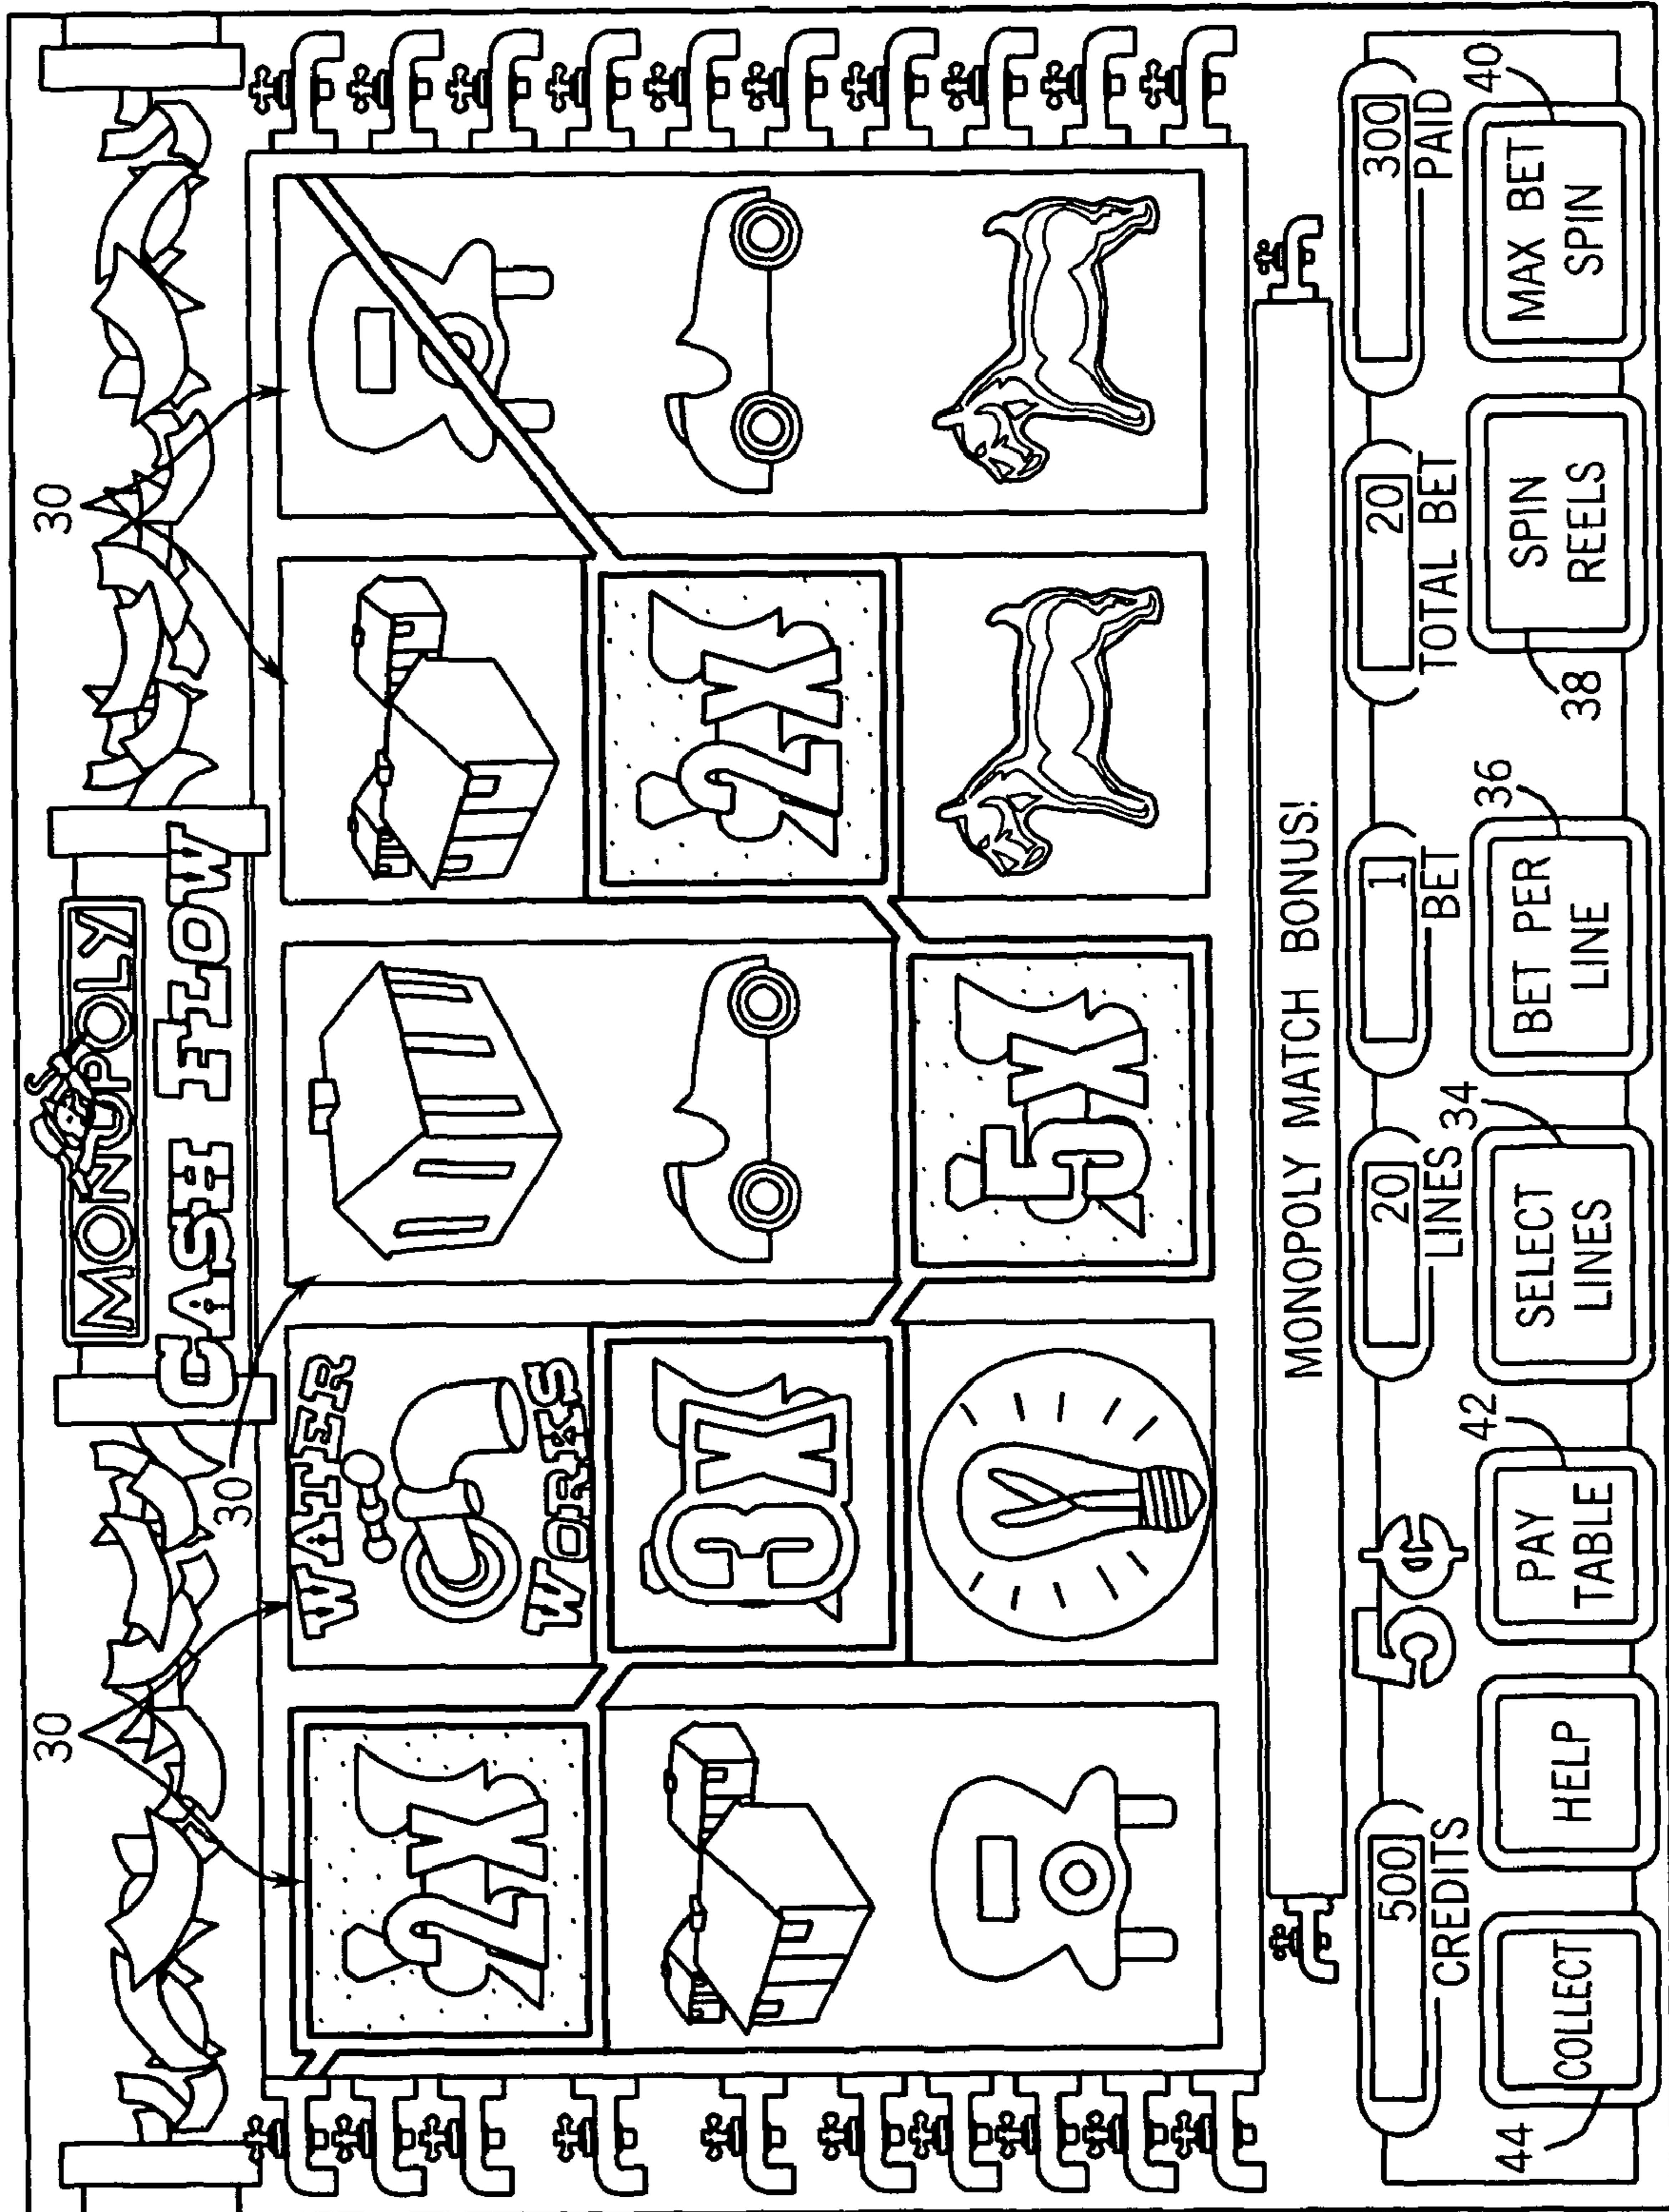 30
30
MONOPOLY
CASH FLOW
30
2X
WATER
WORKS
3X
5X
2X
MONOPOLY MATCH BONUS!
500
CREDITS
5¢
20
LINES
1
BET
20
TOTAL BET
300
PAID
44
42
34
36
38
40
COLLECT
HELP
PAY
TABLE
SELECT
LINES
BET PER
LINE
SPIN
REELS
MAX BET
SPIN